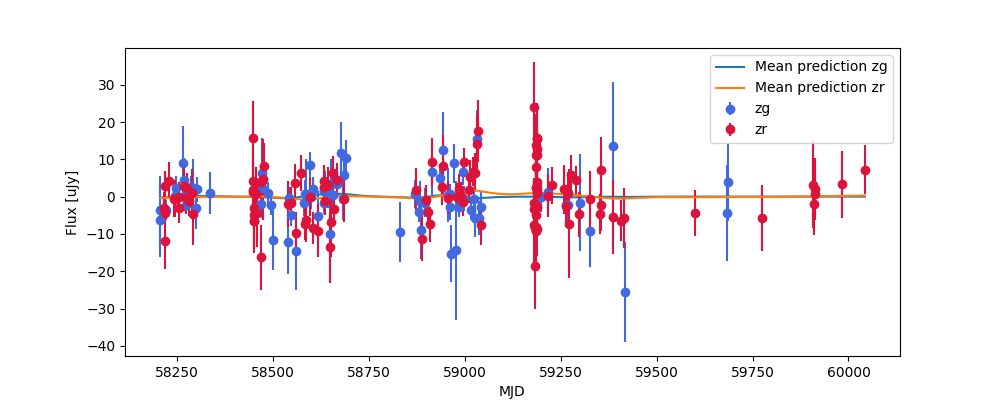 Mean prediction zg
Mean prediction zr
zg
zr
Flux [uJy]
30
20
10
0
−10
−20
−30
−40
58250 58500 58750 59000 59250 59500 59750 60000
MJD